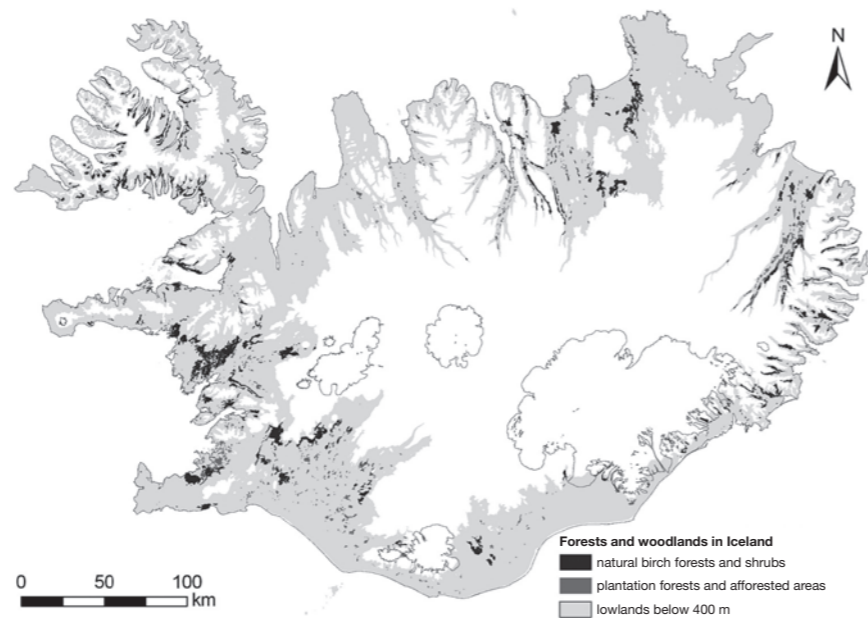 N
Forests and woodlands in Iceland
natural birch forests and shrubs
plantation forests and afforested areas
lowlands below 400 m
0 50 100
km